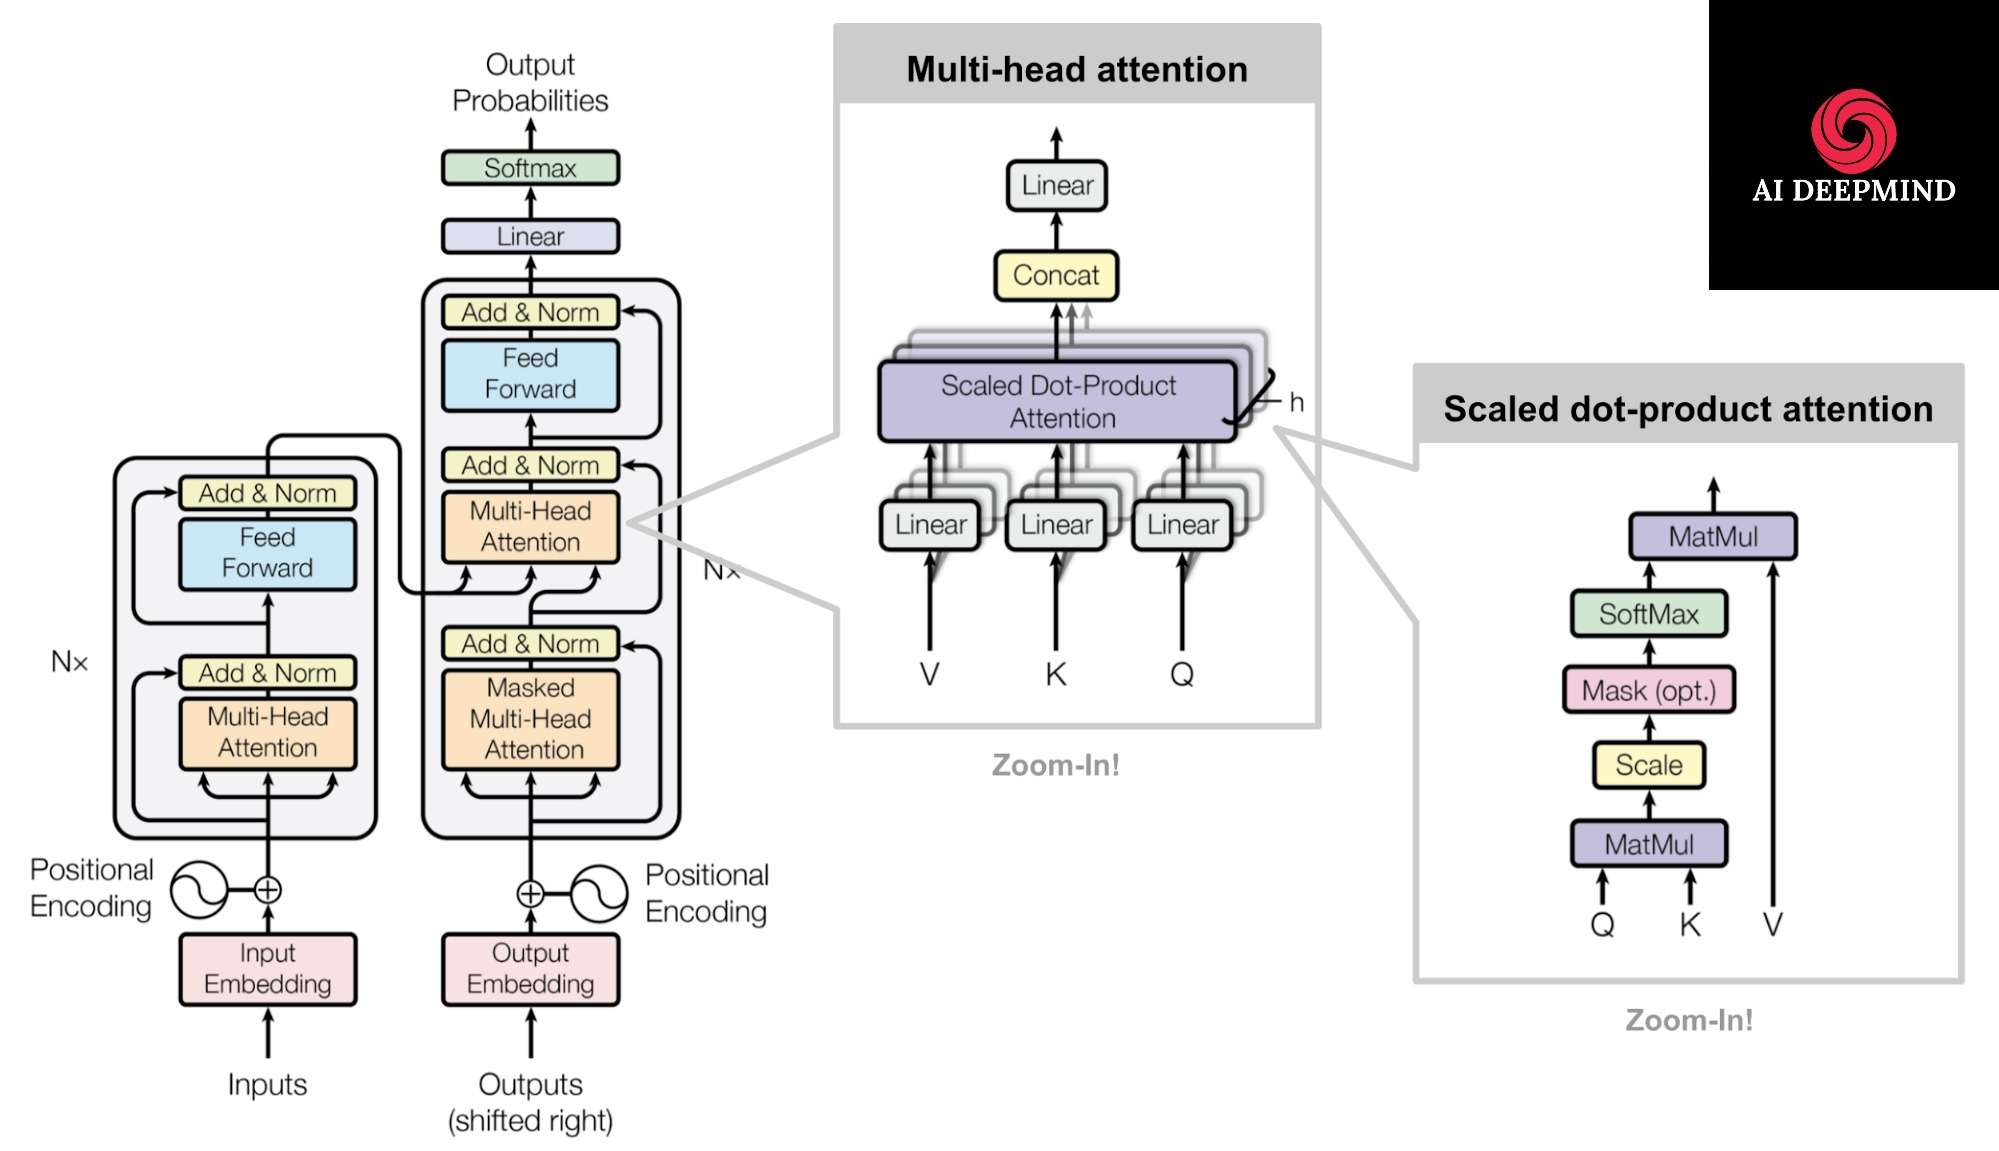 Output
Probabilities
Softmax
Linear
Add & Norm
Feed
Forward
Add & Norm
Multi-Head
Attention
Nx
Add & Norm
Masked
Multi-Head
Attention
Add & Norm
Feed
Forward
Nx
Add & Norm
Multi-Head
Attention
Positional
Encoding
Positional
Encoding
Input
Embedding
Output
Embedding
Inputs
Outputs
(shifted right)
Multi-head attention
Linear
Concat
Scaled Dot-Product
Attention
h
Linear
Linear
Linear
V
K
Q
Zoom-In!
AI DEEPMIND
Scaled dot-product attention
MatMul
SoftMax
Mask (opt.)
Scale
MatMul
Q
K
V
Zoom-In!